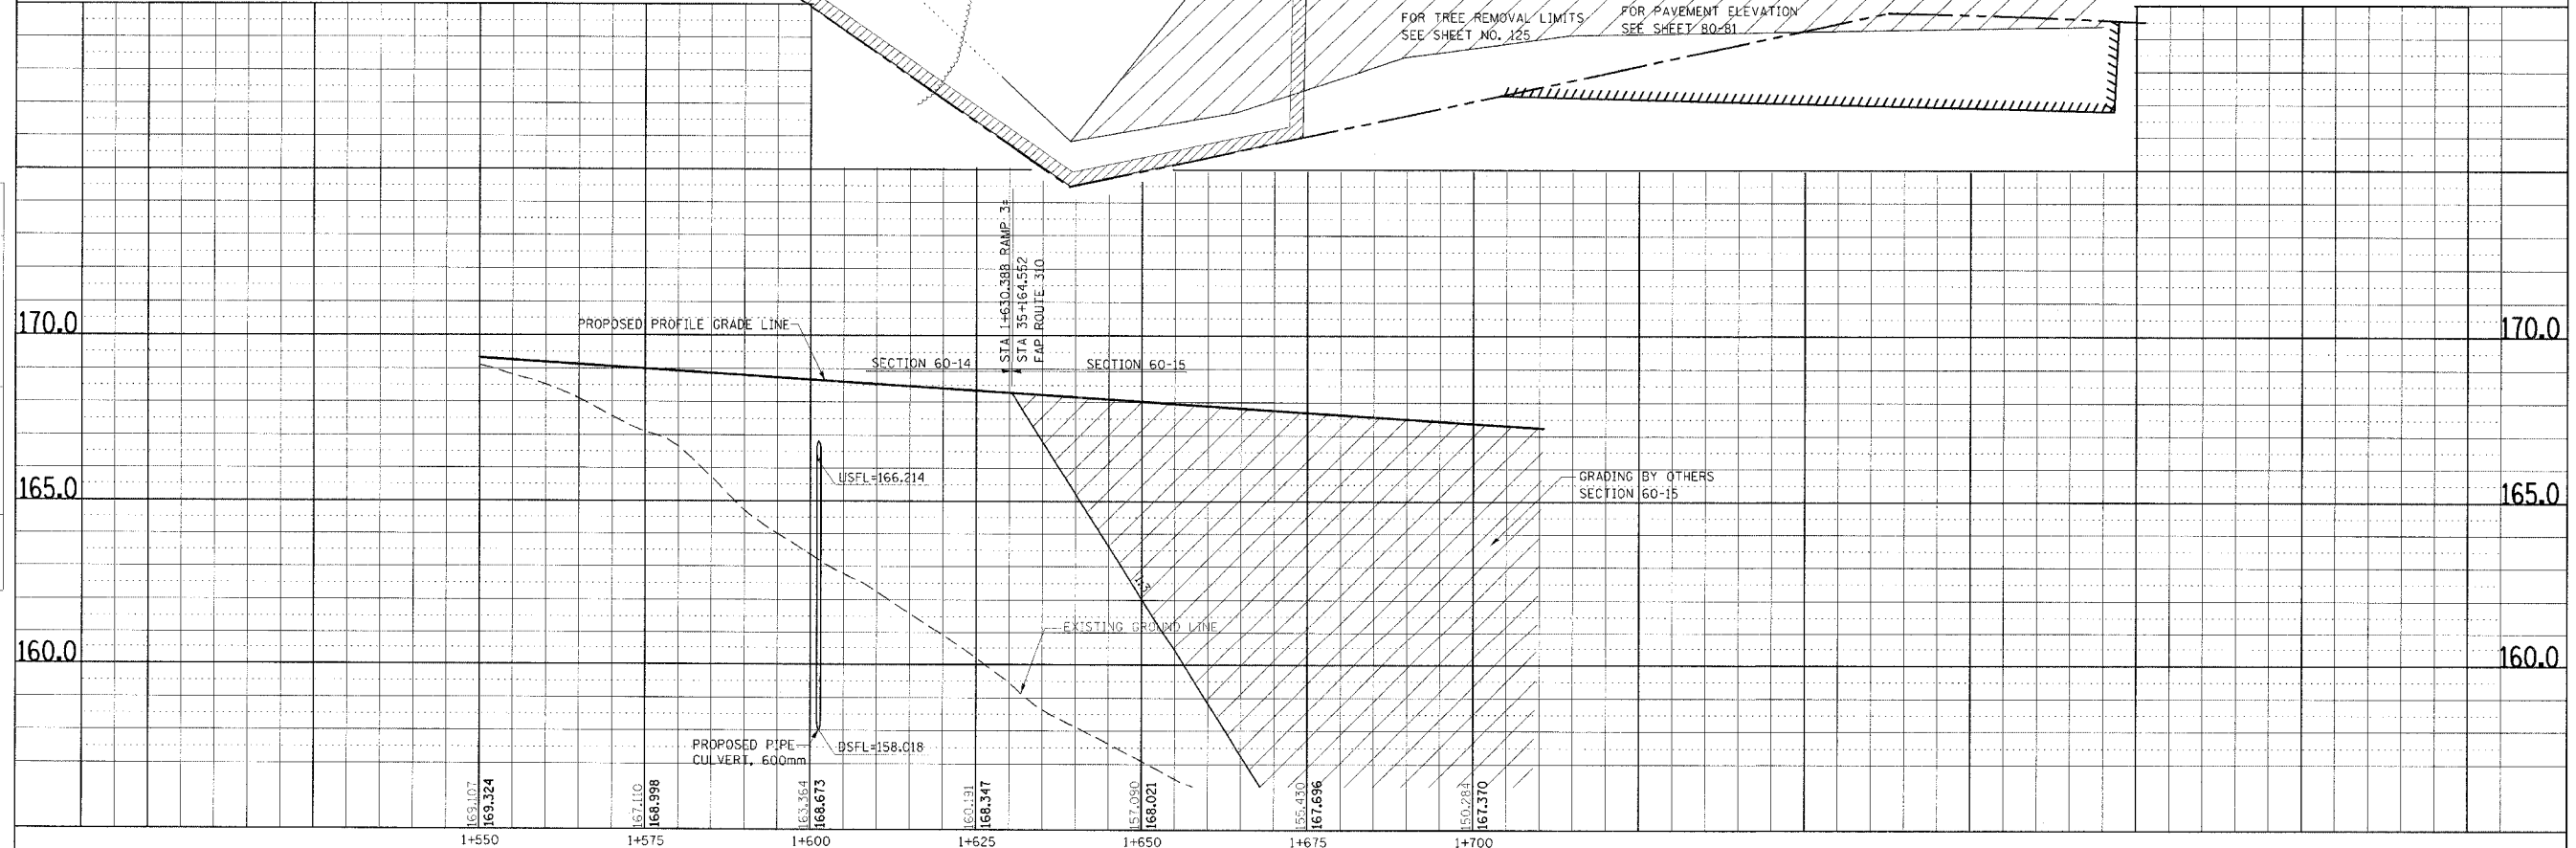 FOR TREE REMOVAL LIMITS
SEE SHEET NO. 125
FOR PAVEMENT ELEVATION
SEE SHEET 80-81
STA 1+630.388 RAMP 3=
STA 35+164.552
FAP ROUTE 310
170.0
170.0
PROPOSED PROFILE GRADE LINE
SECTION 60-14
SECTION 60-15
USFL=166.214
GRADING BY OTHERS
SECTION 60-15
165.0
165.0
1:3
EXISTING GROUND LINE
160.0
160.0
PROPOSED PIPE
CULVERT, 600mm
DSFL=158.018
169.107
169.324
167.110
168.998
163.364
168.673
160.191
168.347
157.090
168.021
155.430
167.696
150.284
167.370
1+550
1+575
1+600
1+625
1+650
1+675
1+700